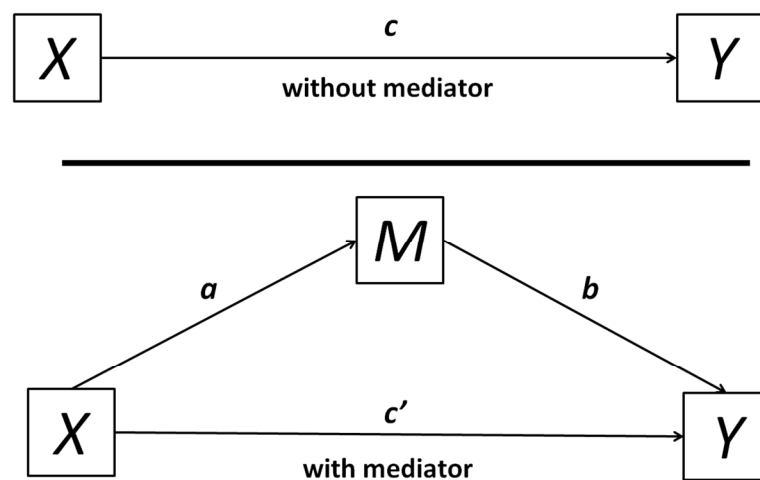 c
X Y
without mediator
M
a b
X c’ Y
with mediator